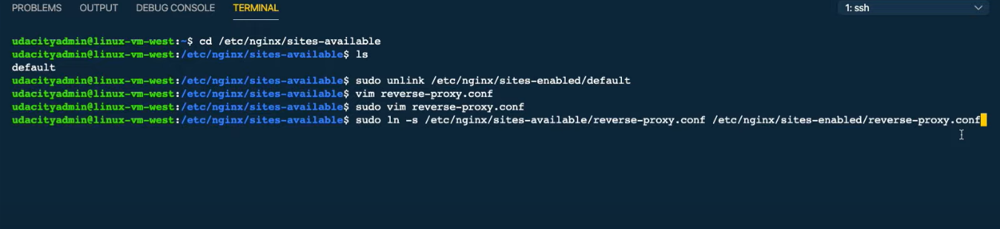 PROBLEMS OUTPUT DEBUG CONSOLE TERMINAL 1: ssh
udacityadmin@linux-vm-west:~$ cd /etc/nginx/sites-available
udacityadmin@linux-vm-west:/etc/nginx/sites-available$ ls
default
udacityadmin@linux-vm-west:/etc/nginx/sites-available$ sudo unlink /etc/nginx/sites-enabled/default
udacityadmin@linux-vm-west:/etc/nginx/sites-available$ vim reverse-proxy.conf
udacityadmin@linux-vm-west:/etc/nginx/sites-available$ sudo vim reverse-proxy.conf
udacityadmin@linux-vm-west:/etc/nginx/sites-available$ sudo ln -s /etc/nginx/sites-available/reverse-proxy.conf /etc/nginx/sites-enabled/reverse-proxy.conf